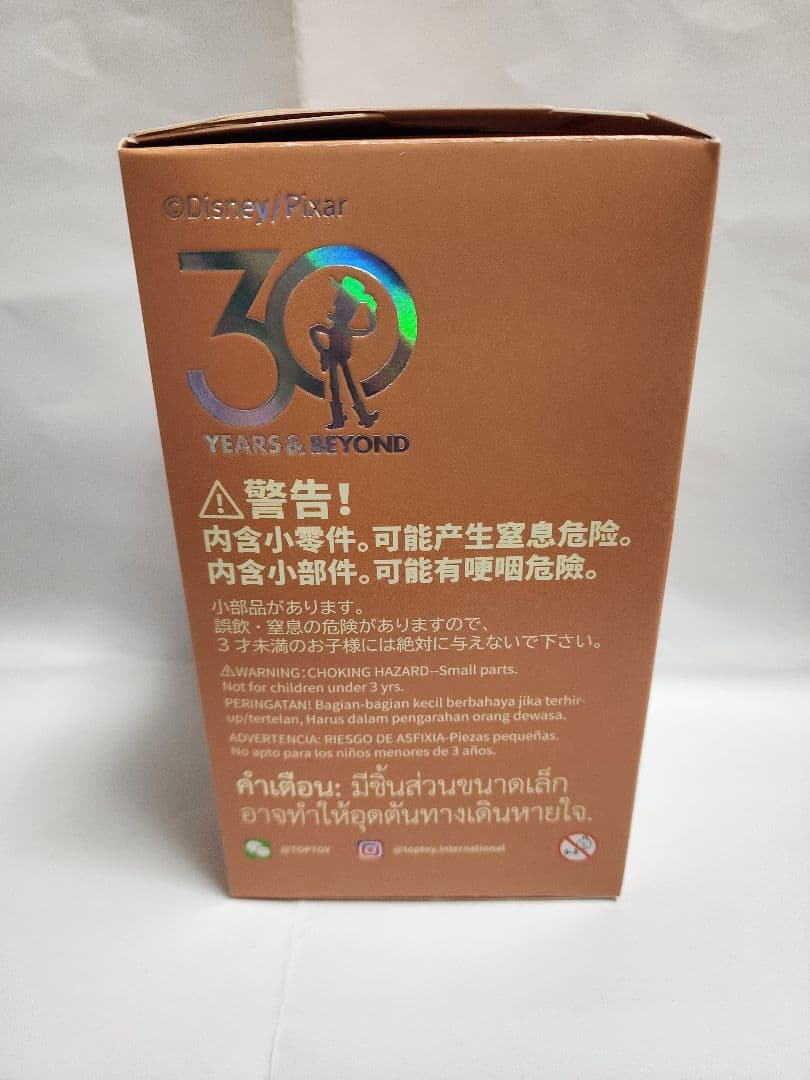 ©Disney/Pixar
30
YEARS & BEYOND
⚠警告!
内含小零件。可能产生窒息危险。
内含小部件。可能有哽咽危險。
小部品があります。
誤飲・窒息の危険がありますので、
3才未満のお子様には絶対に与えないで下さい。
⚠WARNING:CHOKING HAZARD--Small parts.
Not for children under 3 yrs.
PERINGATAN! Bagian-bagian kecil berbahaya jika terhir-
up/tertelan, Harus dalam pengarahan orang dewasa.
ADVERTENCIA: RIESGO DE ASFIXIA-Piezas pequeñas.
No apto para los niños menores de 3 años.
คำเตือน: มีชิ้นส่วนขนาดเล็ก
อาจทำให้อุดตันทางเดินหายใจ.
@TOPTOY @toptoy.international 0-3